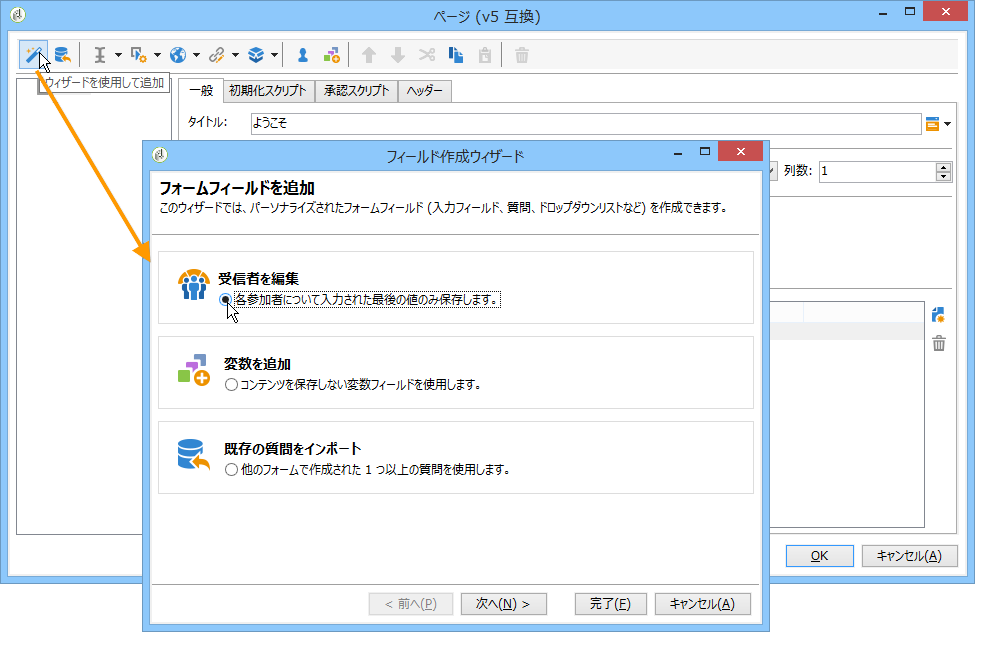 ページ (v5 互換)
ウィザードを使用して追加
一般
初期化スクリプト
承認スクリプト
ヘッダー
タイトル:
ようこそ
列数:
1
フィールド作成ウィザード
フォームフィールドを追加
このウィザードでは、パーソナライズされたフォームフィールド (入力フィールド、質問、ドロップダウンリストなど) を作成できます。
受信者を編集
各参加者について入力された最後の値のみ保存します。
変数を追加
コンテンツを保存しない変数フィールドを使用します。
既存の質問をインポート
他のフォームで作成された 1 つ以上の質問を使用します。
OK
キャンセル(A)
< 前へ(P)
次へ(N) >
完了(F)
キャンセル(A)